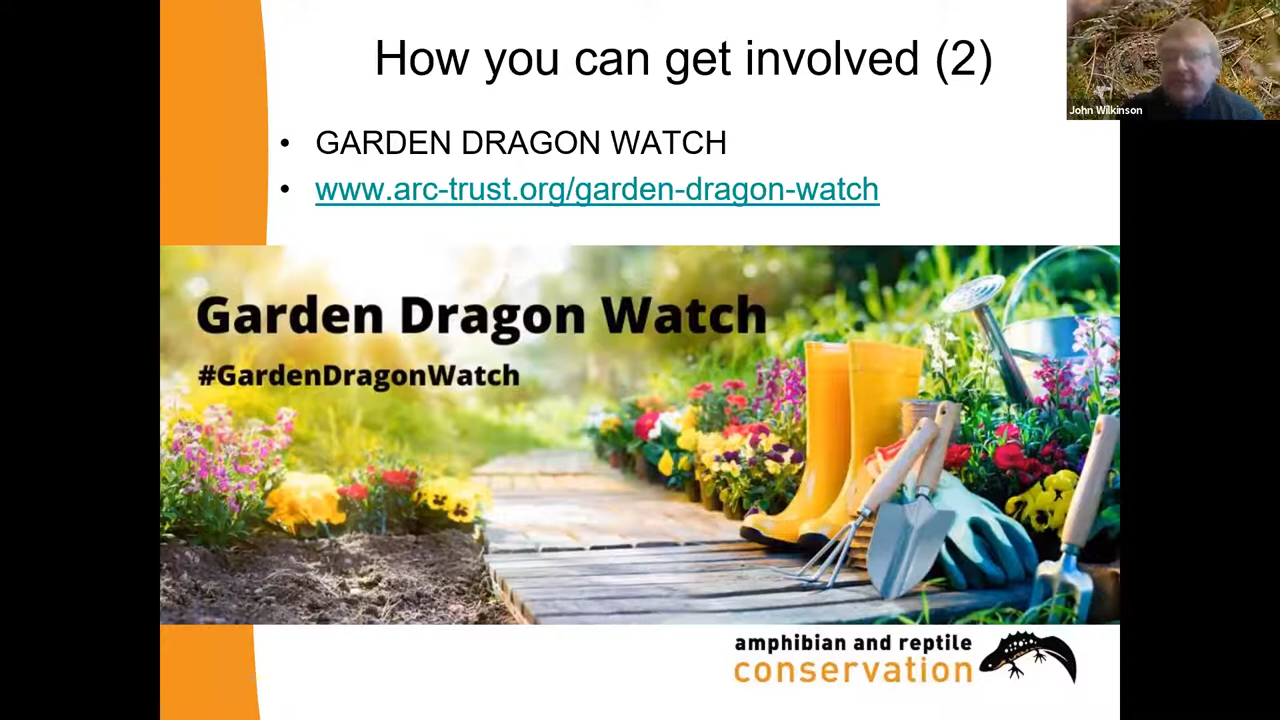 How you can get involved (2)
John Wilkinson
• GARDEN DRAGON WATCH
• www.arc-trust.org/garden-dragon-watch
Garden Dragon Watch
#GardenDragonWatch
amphibian and reptile
conservation